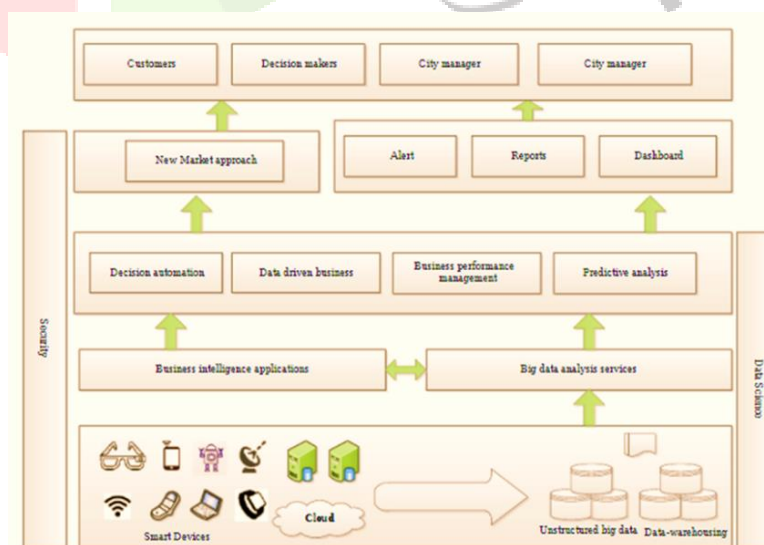 Customers
Decision makers
City manager
City manager
New Market approach
Alert
Reports
Dashboard
Decision automation
Data driven business
Business performance
management
Predictive analysis
Security
Business intelligence applications
Big data analysis services
Data Science
Cloud
Smart Devices
Unstructured big data
Data-warehousing